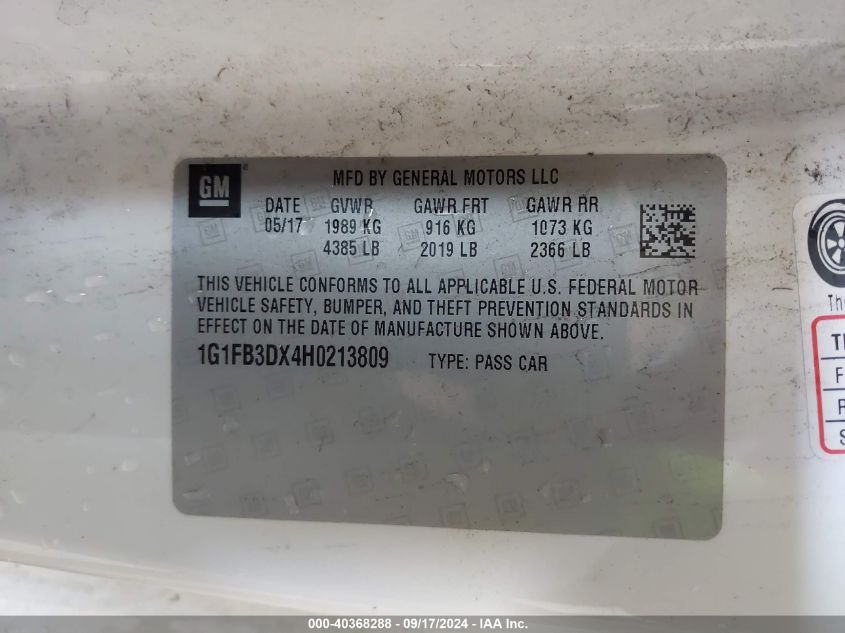 GM
MFD BY GENERAL MOTORS LLC
DATE GVWR GAWR FRT GAWR RR
05/17 1989 KG 916 KG 1073 KG
4385 LB 2019 LB 2366 LB
THIS VEHICLE CONFORMS TO ALL APPLICABLE U.S. FEDERAL MOTOR
VEHICLE SAFETY, BUMPER, AND THEFT PREVENTION STANDARDS IN
EFFECT ON THE DATE OF MANUFACTURE SHOWN ABOVE.
1G1FB3DX4H0213809 TYPE: PASS CAR
000-40368288 - 09/17/2024 - IAA Inc.